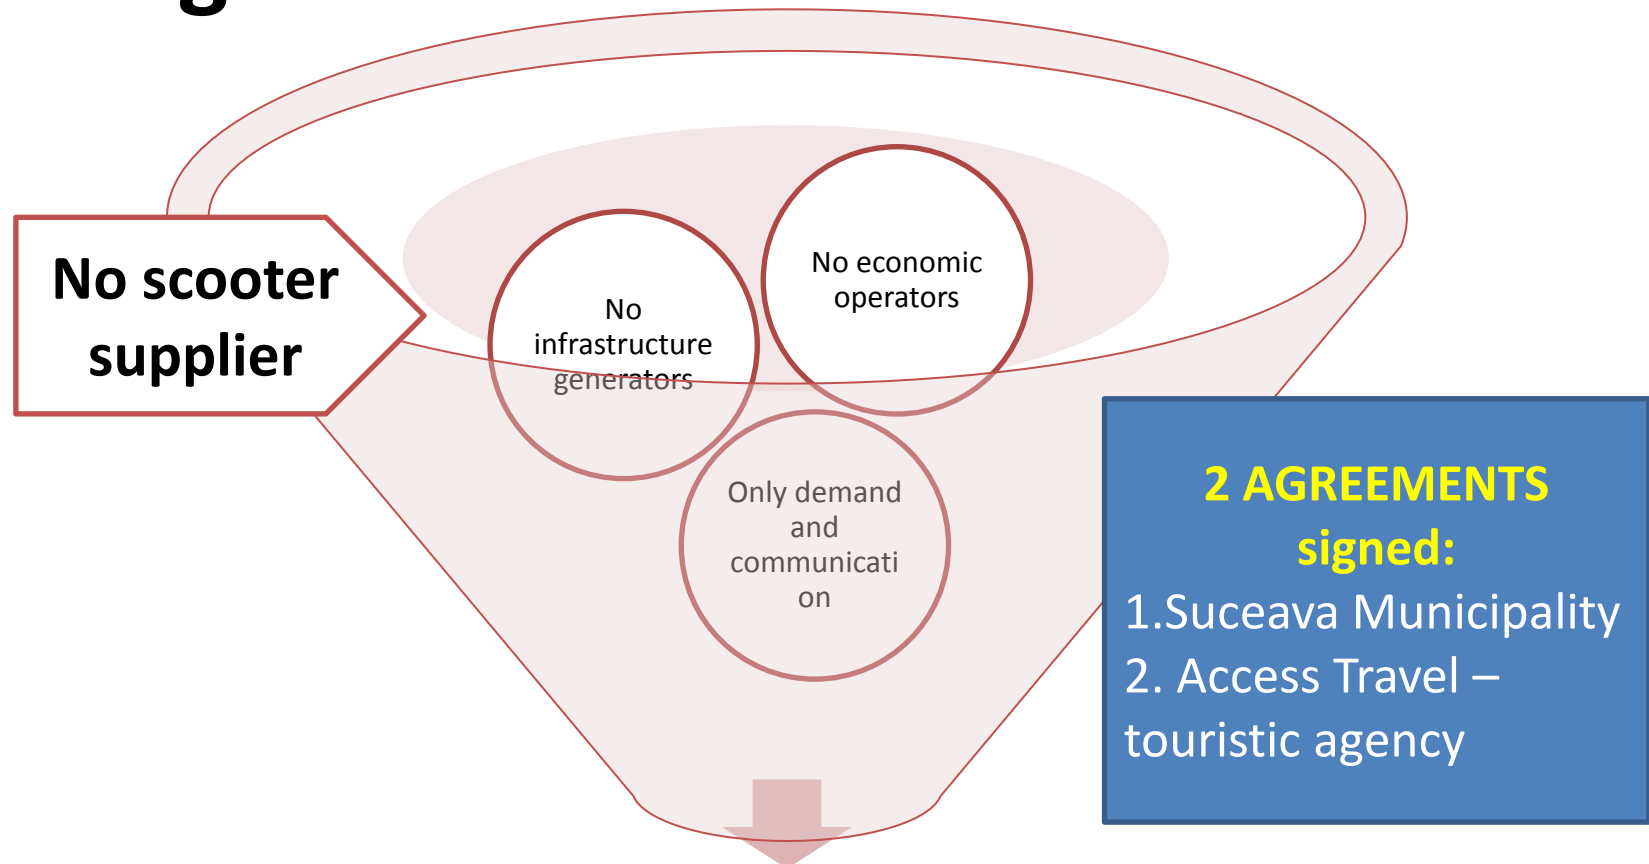 No scooter
supplier
No
infrastructure
generators
No economic
operators
Only demand
and
communicati
on
2 AGREEMENTS
signed:
1.Suceava Municipality
2. Access Travel –
touristic agency